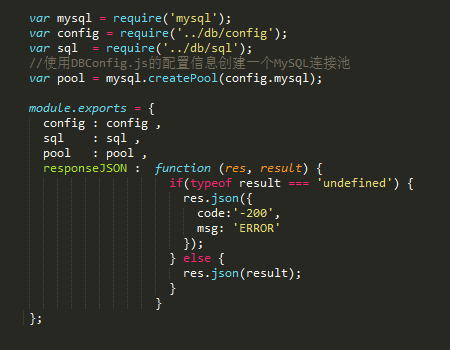 var mysql = require('mysql');
var config = require('../db/config');
var sql  = require('../db/sql');
//使用DBConfig.js的配置信息创建一个MySQL连接池
var pool = mysql.createPool(config.mysql);
module.exports = {
  config : config ,
  sql    : sql ,
  pool   : pool ,
  responseJSON :  function (res, result) {
                    if(typeof result === 'undefined') {
                      res.json({
                        code:'-200',
                        msg: 'ERROR'
                      });
                    } else {
                      res.json(result);
                    }
                  }
};